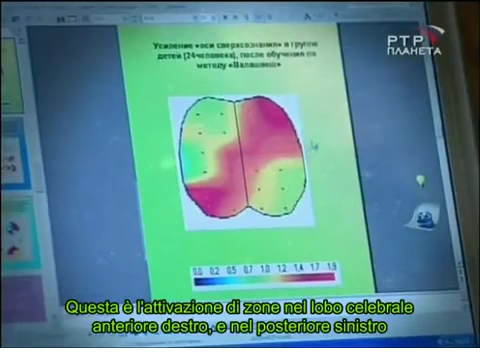 РТР
ПЛАНЕТА
Усиление «оси сверхсознания» в группе
детей (24человека), после обучения по
методу
0,0 0,2 0,5 0,7 1,0 1,2 1,4 1,7 1,9
Questa è l'attivazione di zone nel lobo celebrale
anteriore destro, e nel posteriore sinistro